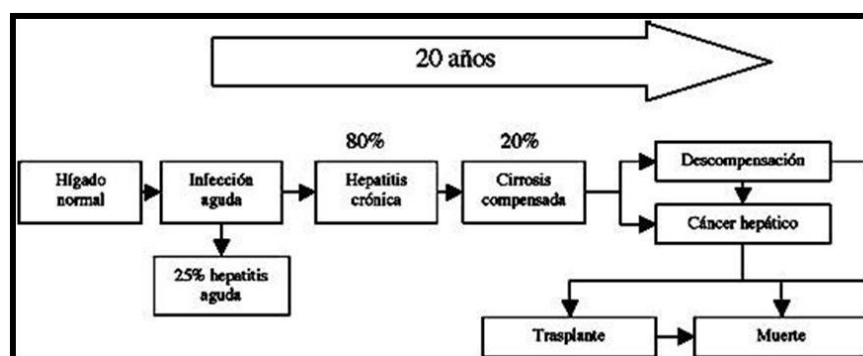 20 años
80%
20%
Hígado
normal
Infección
aguda
Hepatitis
crónica
Cirrosis
compensada
Descompensación
Cáncer hepático
25% hepatitis
aguda
Trasplante
Muerte